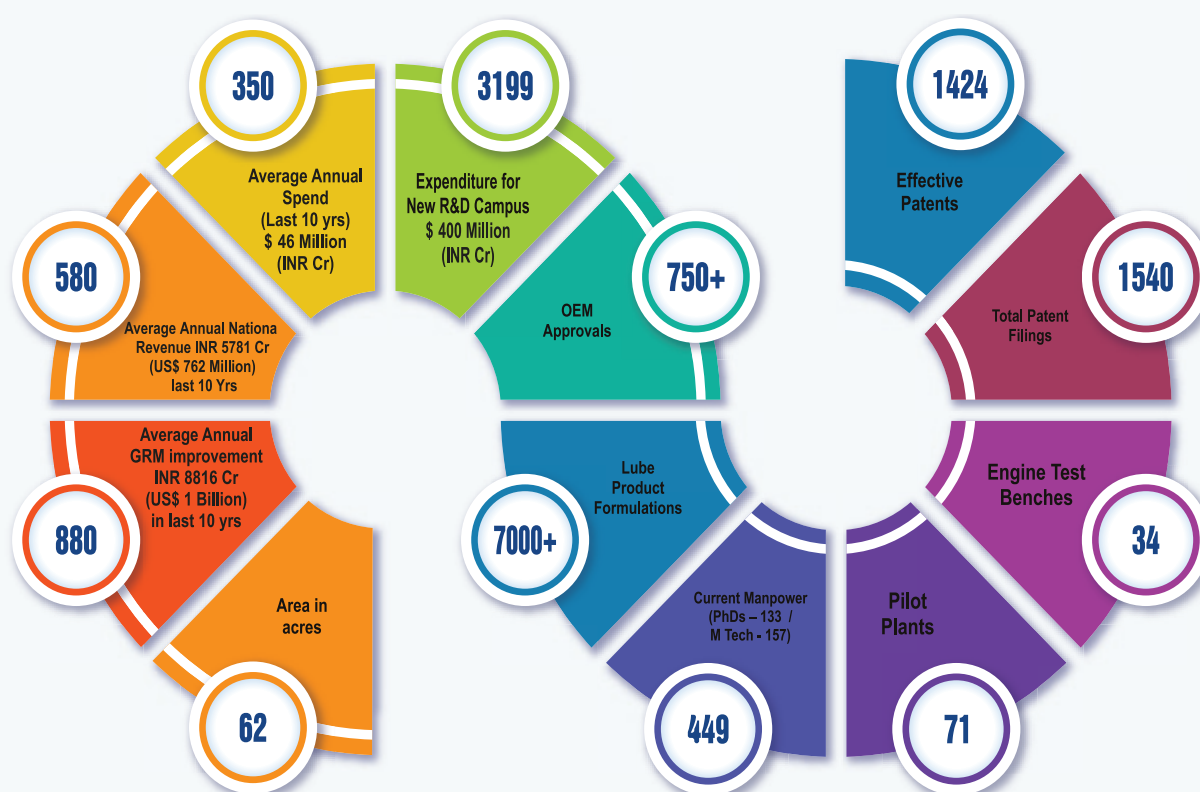 350
Average Annual
Spend
(Last 10 yrs)
$ 46 Million
(INR Cr)
3199
Expenditure for
New R&D Campus
$ 400 Million
(INR Cr)
1424
Effective
Patents
580
Average Annual Nationa
Revenue INR 5781 Cr
(US$ 762 Million)
last 10 Yrs
750+
OEM
Approvals
1540
Total Patent
Filings
880
Average Annual
GRM improvement
INR 8816 Cr
(US$ 1 Billion)
in last 10 yrs
7000+
Lube
Product
Formulations
Engine Test
Benches
34
Area in
acres
62
Current Manpower
(PhDs – 133 /
M Tech - 157)
449
Pilot
Plants
71